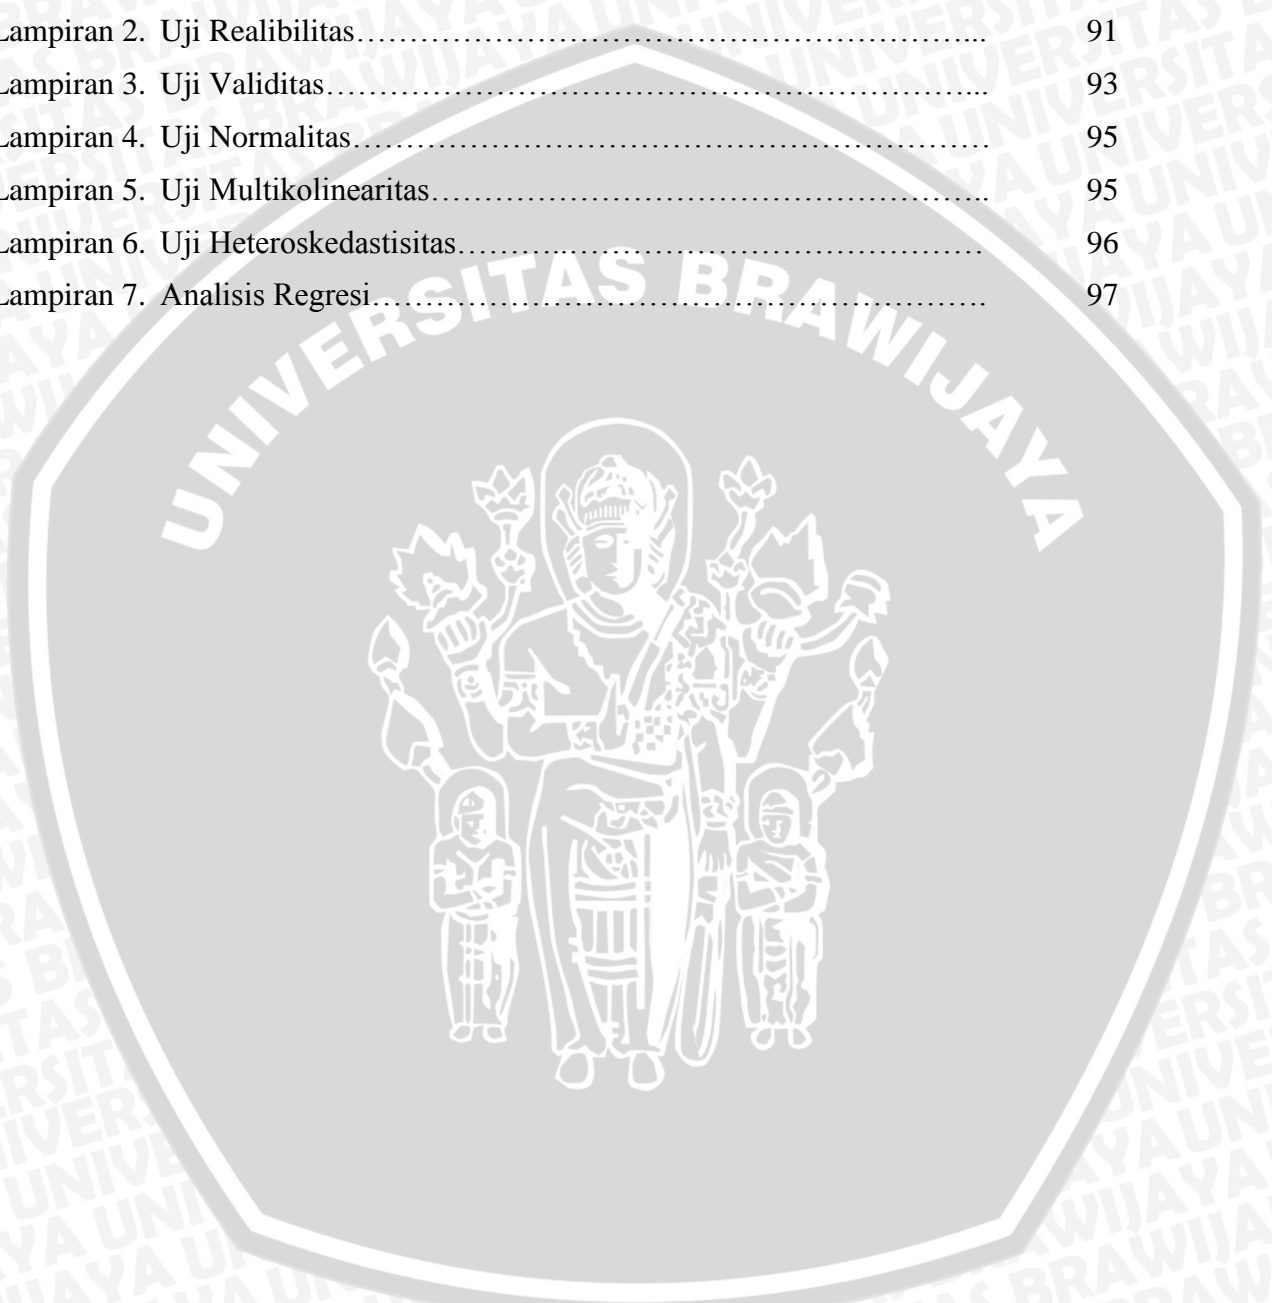 Lampiran 2. Uji Realibilitas……………………………………………………... 91
Lampiran 3. Uji Validitas………………………………………………………... 93
Lampiran 4. Uji Normalitas……………………………………………………… 95
Lampiran 5. Uji Multikolinearitas……………………………………………….. 95
Lampiran 6. Uji Heteroskedastisitas………..…………………………………… 96
Lampiran 7. Analisis Regresi……………………………………………………. 97
UNIVERSITAS BRAWIJAYA